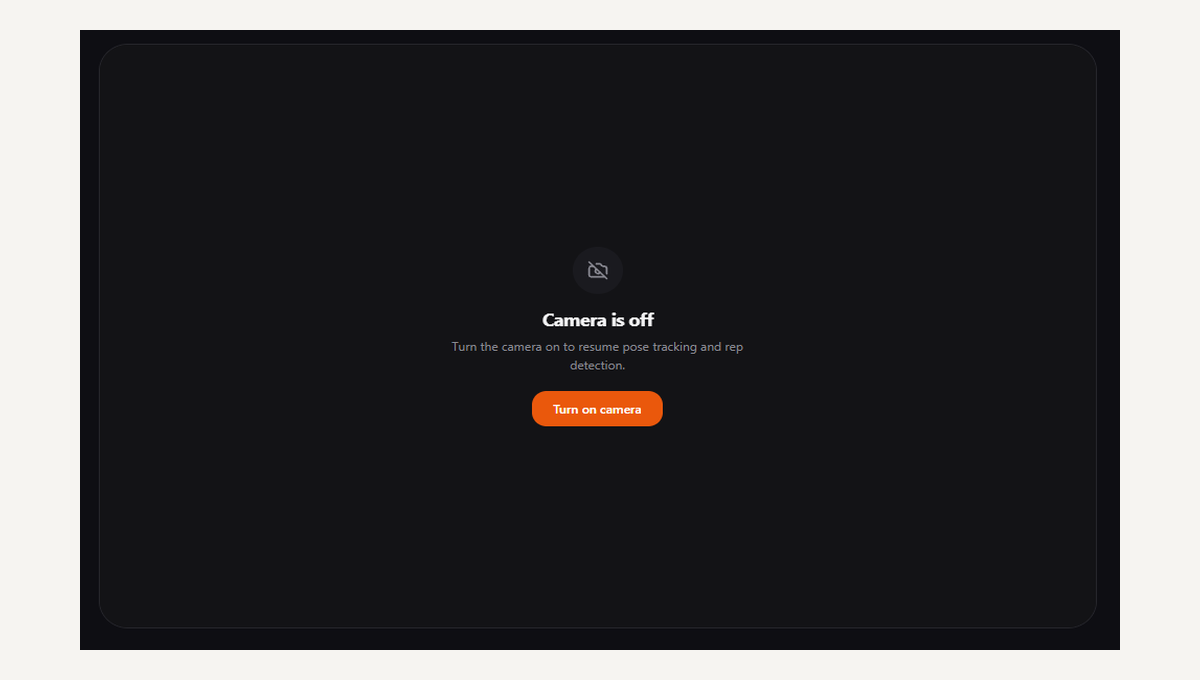 Camera is off
Turn the camera on to resume pose tracking and rep
detection.
Turn on camera